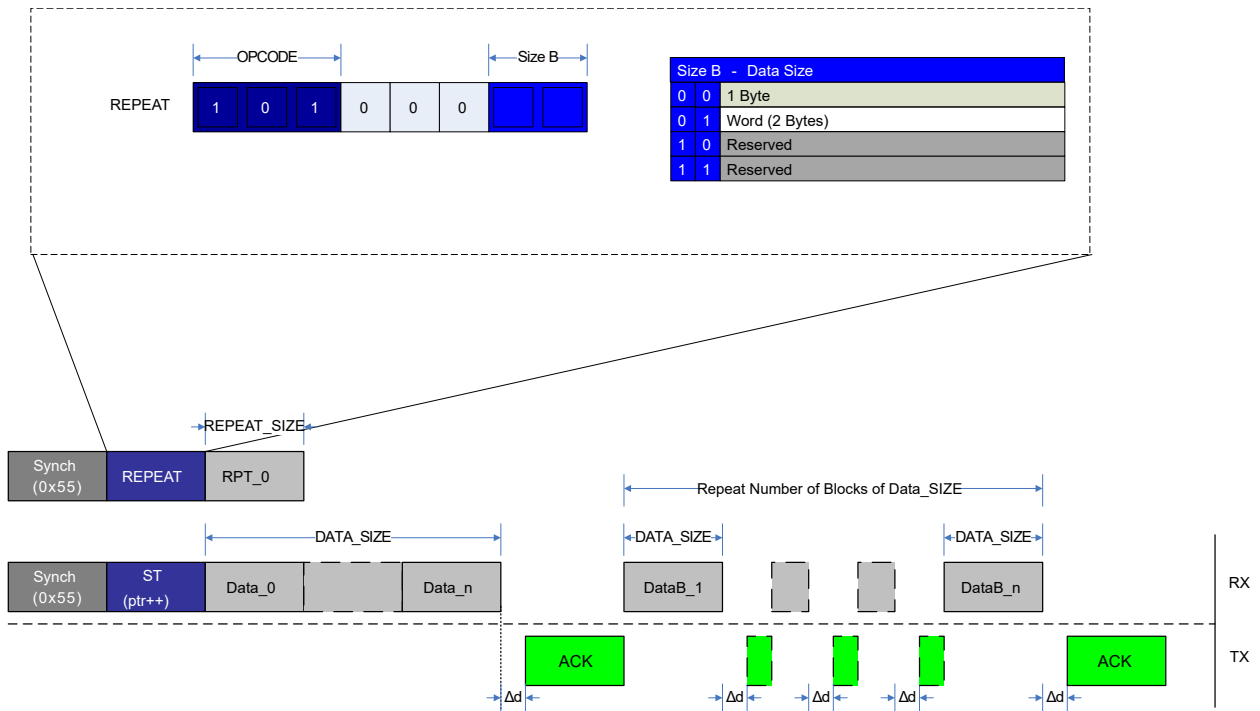 OPCODE
Size B
REPEAT
1 0 1 0 0 0
Size B - Data Size
0 0 1 Byte
0 1 Word (2 Bytes)
1 0 Reserved
1 1 Reserved
REPEAT_SIZE
Synch
(0x55)
REPEAT
RPT_0
Repeat Number of Blocks of Data_SIZE
DATA_SIZE
DATA_SIZE
DATA_SIZE
Synch
(0x55)
ST
(ptr++)
Data_0
Data_n
DataB_1
DataB_n
RX
ACK
ACK
TX
Δd
Δd
Δd
Δd
Δd